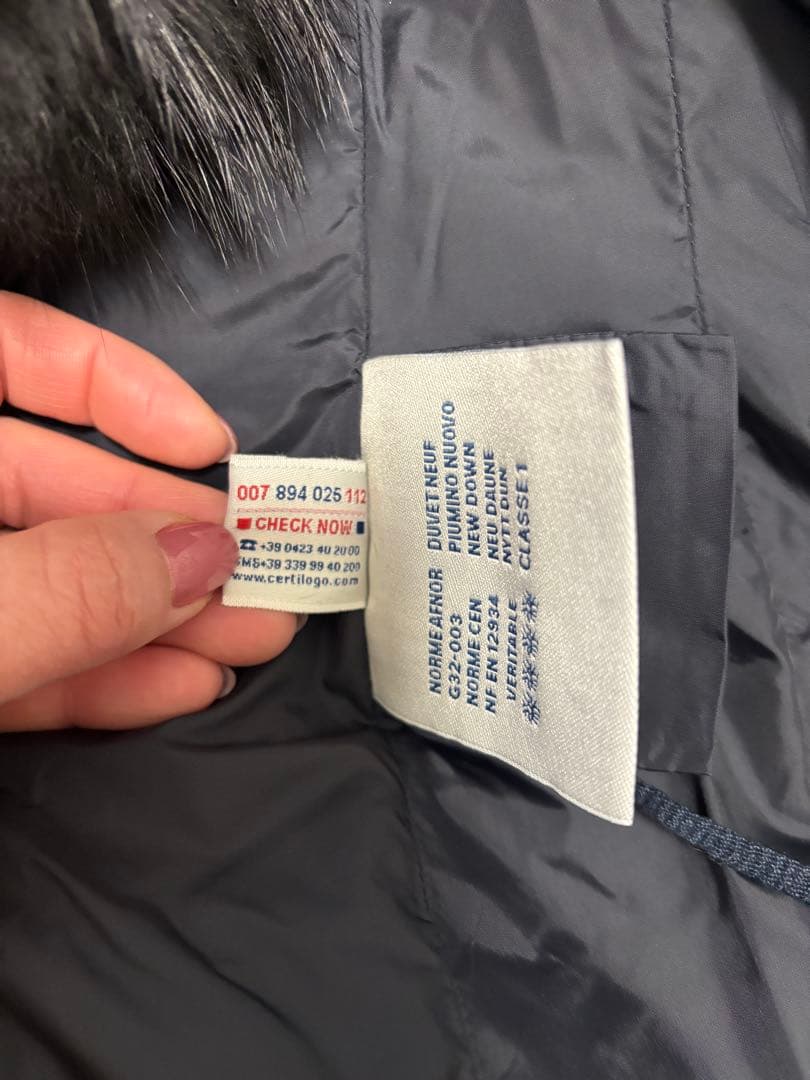 007 894 025 112
CHECK NOW
☎ +39 0423 40 20 00
SMS+39 339 99 40 200
www.certilogo.com
NORME AFNOR DUVET NEUF
G32-003 PIUMINO NUOVO
NORME CEN NEW DOWN
NF EN 12934 NEU DAUNE
VERITABLE NYTT DUN
CLASSE 1